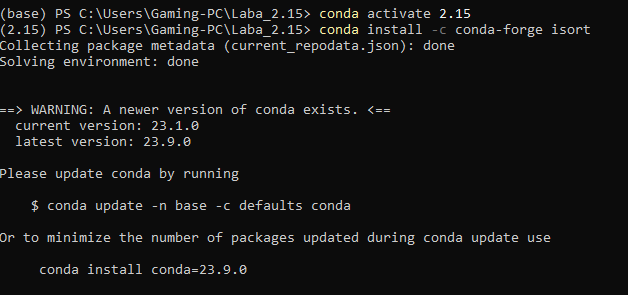 (base) PS C:\Users\Gaming-PC\Laba_2.15> conda activate 2.15
(2.15) PS C:\Users\Gaming-PC\Laba_2.15> conda install -c conda-forge isort
Collecting package metadata (current_repodata.json): done
Solving environment: done
==> WARNING: A newer version of conda exists. <==
current version: 23.1.0
latest version: 23.9.0
Please update conda by running
$ conda update -n base -c defaults conda
Or to minimize the number of packages updated during conda update use
conda install conda=23.9.0